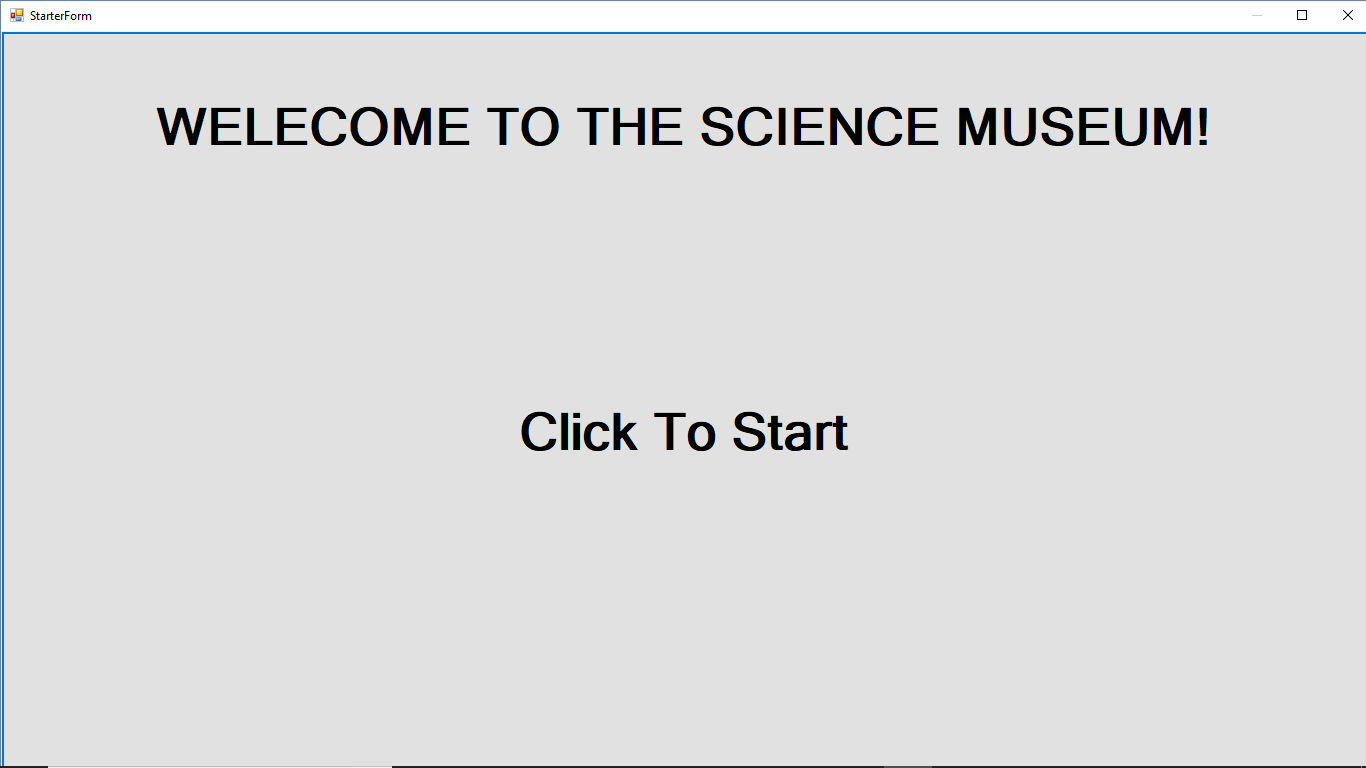 StarterForm
WELECOME TO THE SCIENCE MUSEUM!
Click To Start